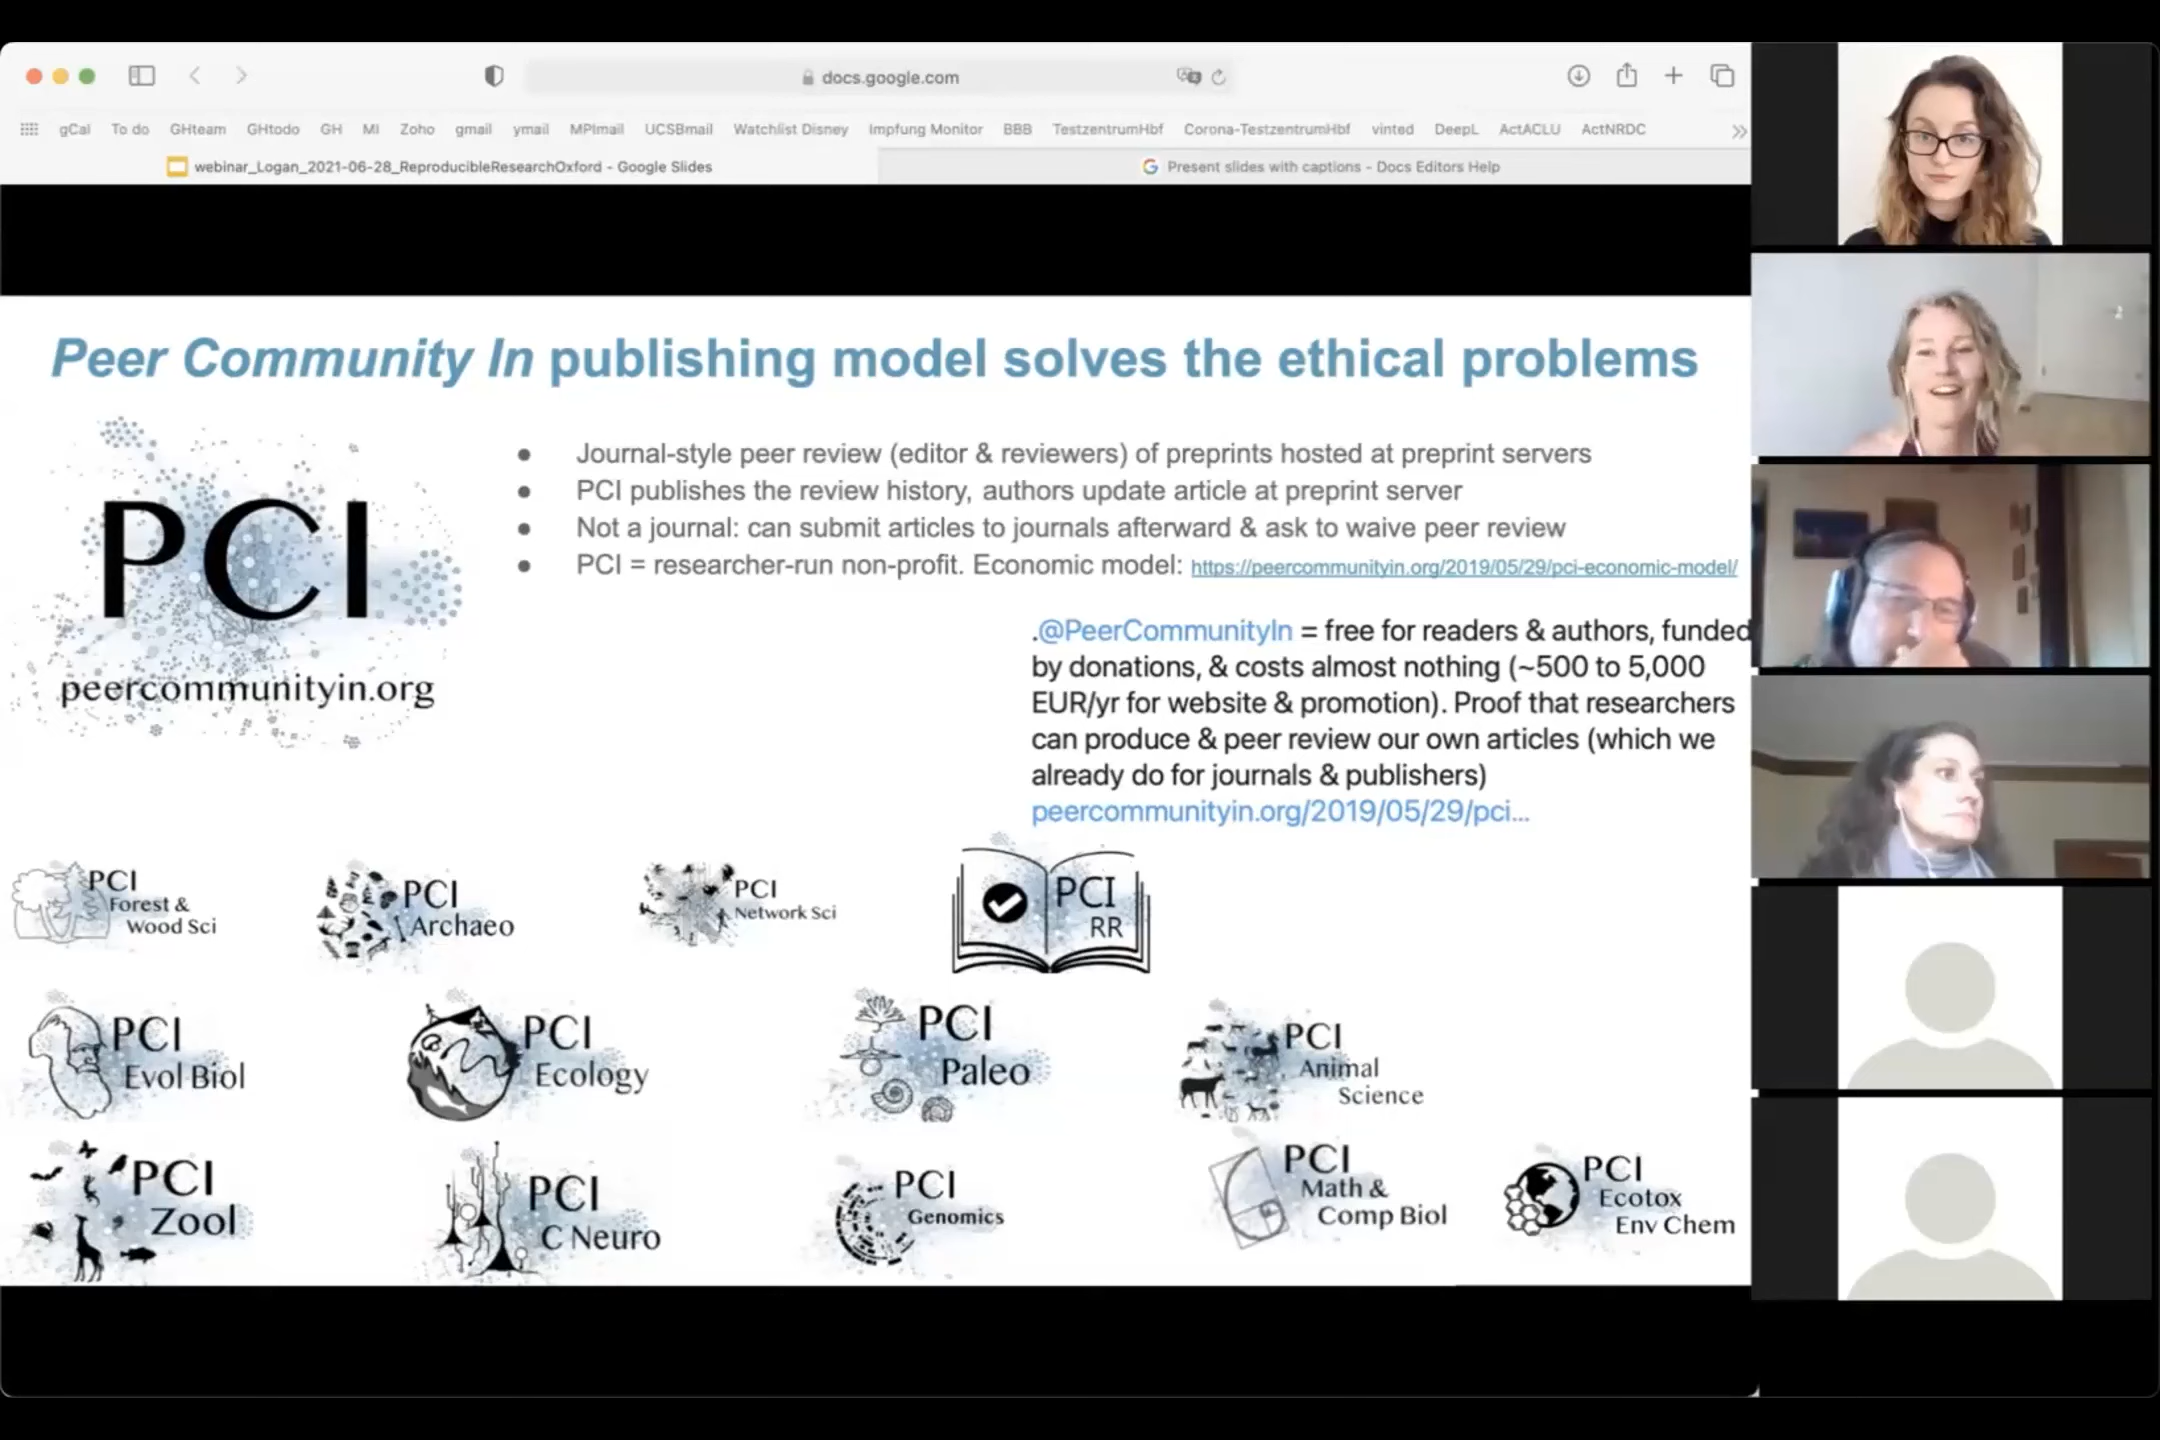 docs.google.com
gCal To do GHteam GHtodo GH MI Zoho gmail ymail MPImail UCSBmail Watchlist Disney Impfung Monitor BBB TestzentrumHbf Corona-TestzentrumHbf vinted DeepL ActACLU ActNRDC
webinar_Logan_2021-06-28_ReproducibleResearchOxford - Google Slides
Present slides with captions - Docs Editors Help
Peer Community In publishing model solves the ethical problems
PCI
peercommunityin.org
● Journal-style peer review (editor & reviewers) of preprints hosted at preprint servers
● PCI publishes the review history, authors update article at preprint server
● Not a journal: can submit articles to journals afterward & ask to waive peer review
● PCI = researcher-run non-profit. Economic model: https://peercommunityin.org/2019/05/29/pci-economic-model/
.@PeerCommunityIn = free for readers & authors, funded
by donations, & costs almost nothing (~500 to 5,000
EUR/yr for website & promotion). Proof that researchers
can produce & peer review our own articles (which we
already do for journals & publishers)
peercommunityin.org/2019/05/29/pci...
PCI
Forest &
Wood Sci
PCI
Archaeo
PCI
Network Sci
PCI
RR
PCI
Evol Biol
PCI
Ecology
PCI
Paleo
PCI
Animal
Science
PCI
Zool
PCI
C Neuro
PCI
Genomics
PCI
Math &
Comp Biol
PCI
Ecotox
Env Chem